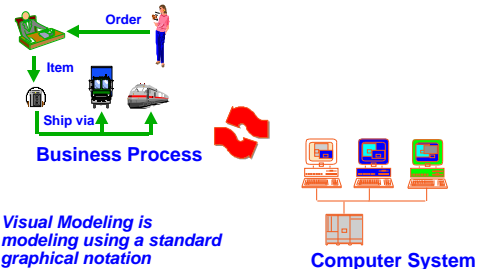 Order
Item
Ship via
Business Process
Visual Modeling is
modeling using a standard
graphical notation
Computer System